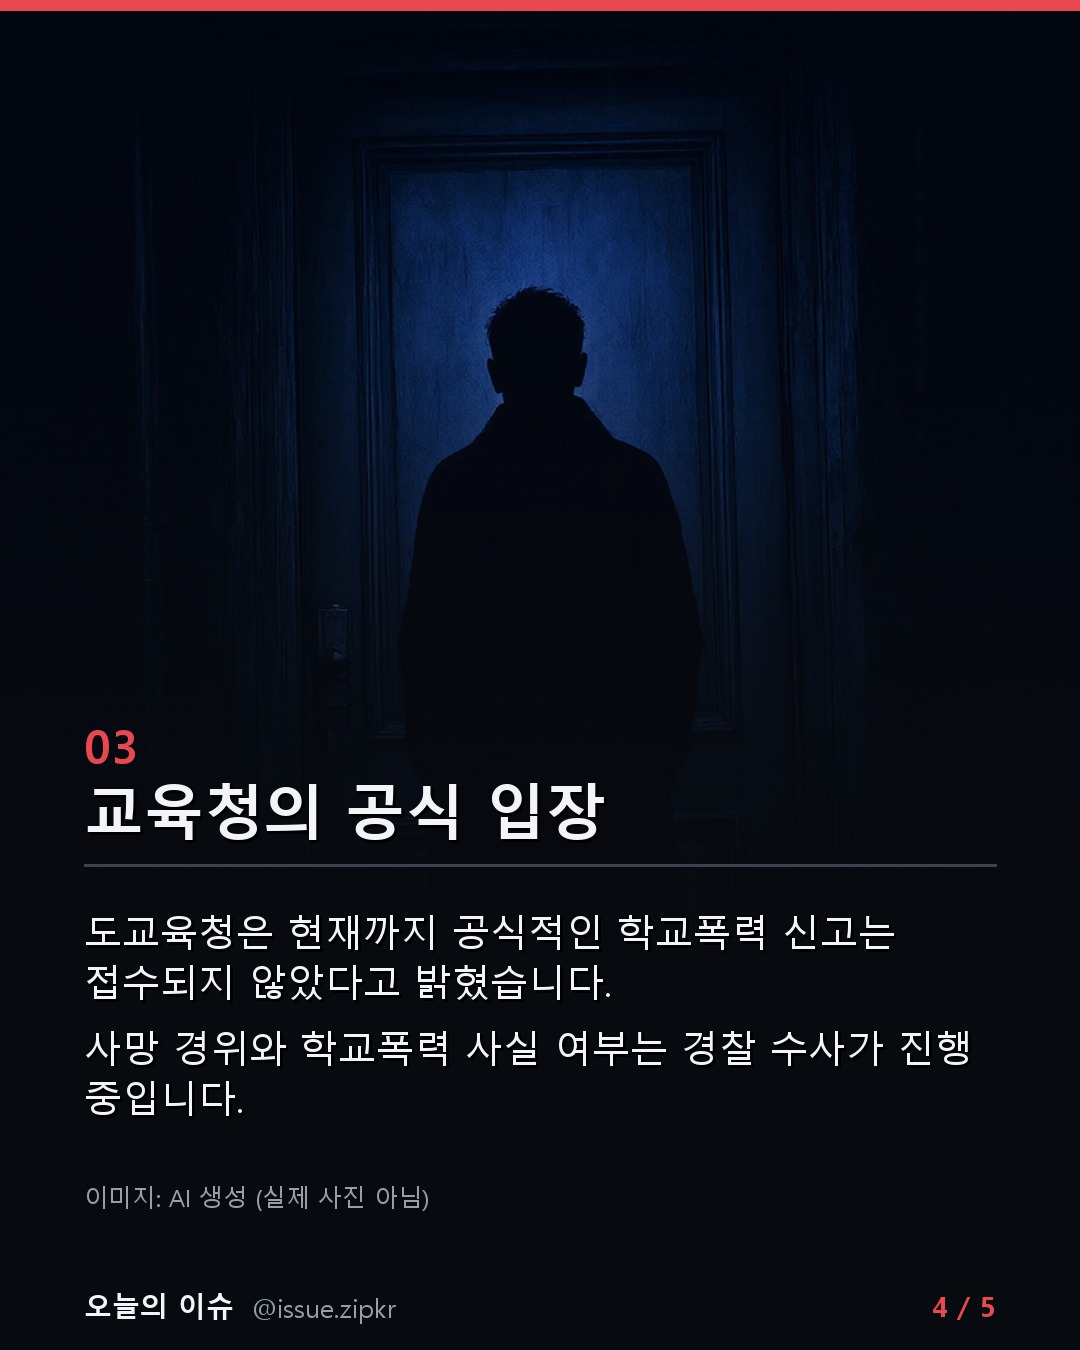 03
교육청의 공식 입장
도교육청은 현재까지 공식적인 학교폭력 신고는
접수되지 않았다고 밝혔습니다.
사망 경위와 학교폭력 사실 여부는 경찰 수사가 진행
중입니다.
이미지: AI 생성 (실제 사진 아님)
오늘의 이슈 @issue.zipkr
4 / 5